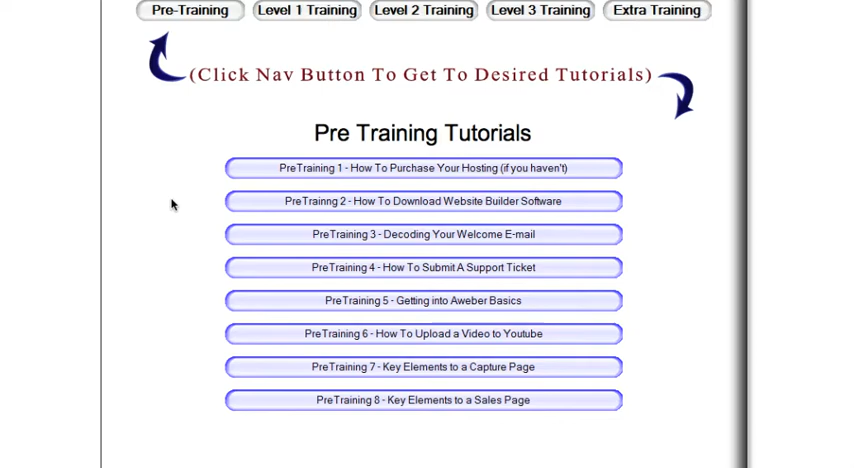 Pre-Training Level 1 Training Level 2 Training Level 3 Training Extra Training
(Click Nav Button To Get To Desired Tutorials)
Pre Training Tutorials
PreTraining 1 - How To Purchase Your Hosting (if you haven't)
PreTraining 2 - How To Download Website Builder Software
PreTraining 3 - Decoding Your Welcome E-mail
PreTraining 4 - How To Submit A Support Ticket
PreTraining 5 - Getting into Aweber Basics
PreTraining 6 - How To Upload a Video to Youtube
PreTraining 7 - Key Elements to a Capture Page
PreTraining 8 - Key Elements to a Sales Page